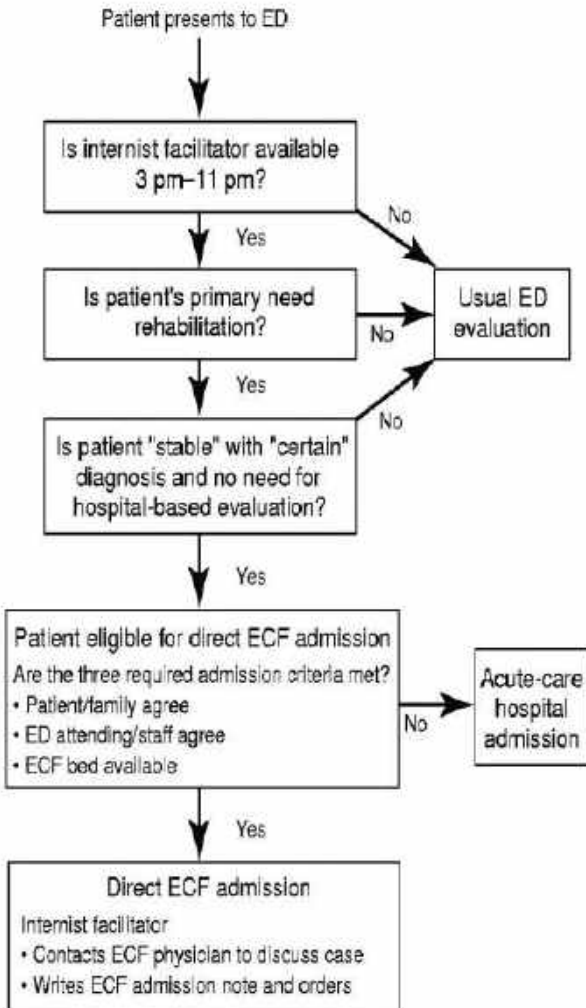 Patient presents to ED
Is internist facilitator available
3 pm–11 pm?
No
Yes
Is patient's primary need
rehabilitation?
No
Usual ED
evaluation
Yes
No
Is patient "stable" with "certain"
diagnosis and no need for
hospital-based evaluation?
Yes
Patient eligible for direct ECF admission
Are the three required admission criteria met?
• Patient/family agree
• ED attending/staff agree
• ECF bed available
No
Acute-care
hospital
admission
Yes
Direct ECF admission
Internist facilitator
• Contacts ECF physician to discuss case
• Writes ECF admission note and orders